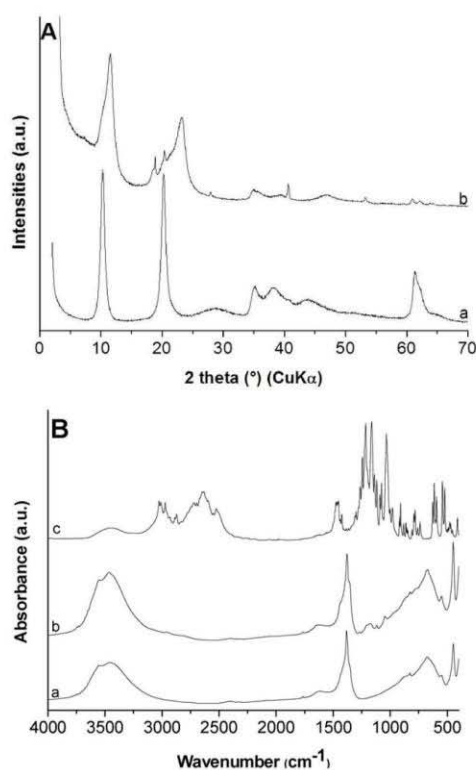 A
Intensities (a.u.)
b
a
0 10 20 30 40 50 60 70
2 theta (°) (CuKα)
B
Absorbance (a.u.)
c
b
a
4000 3500 3000 2500 2000 1500 1000 500
Wavenumber (cm⁻¹)